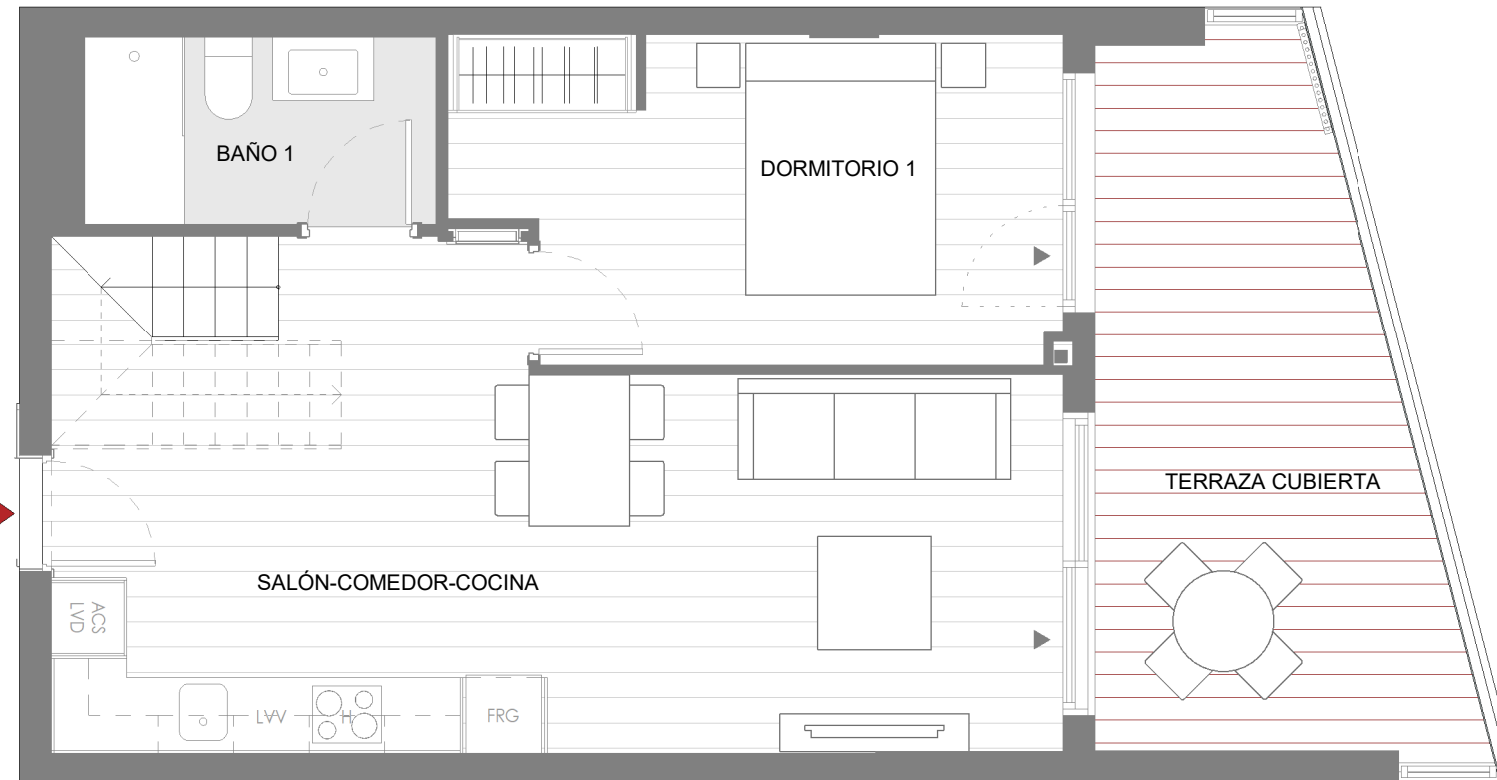 BAÑO 1
DORMITORIO 1
TERRAZA CUBIERTA
SALÓN-COMEDOR-COCINA
ACS
LVD
LVV
H
FRG